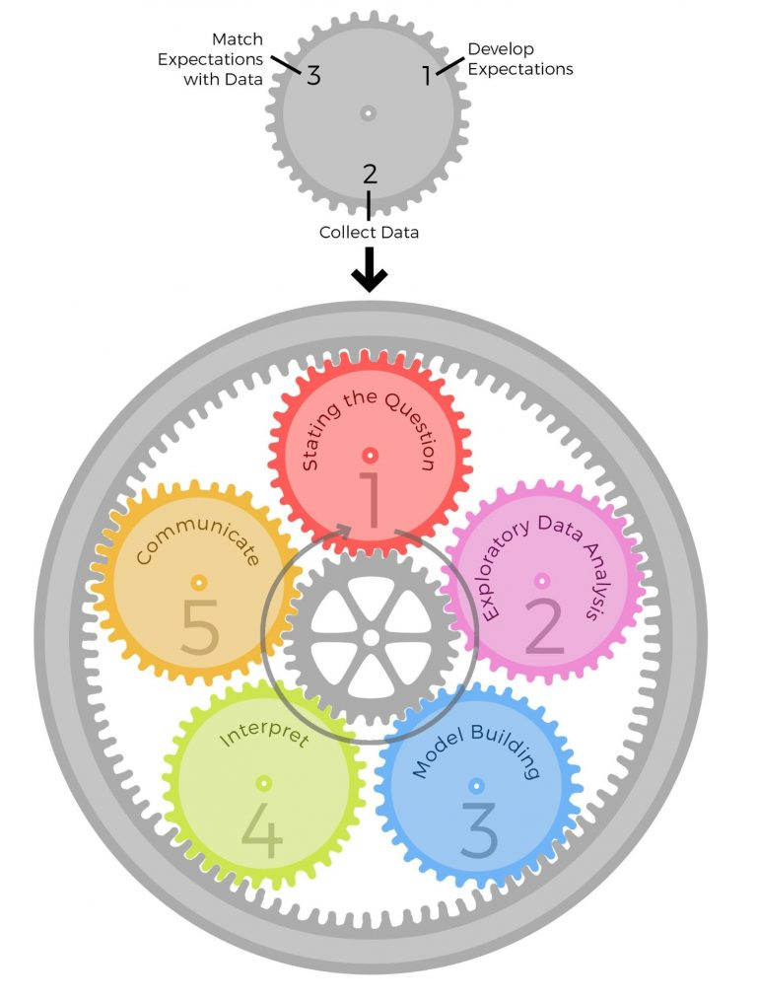 Match
Expectations
with Data
3
1
Develop
Expectations
2
Collect Data
Stating the Question
1
Exploratory Data Analysis
2
Model Building
3
Interpret
4
Communicate
5